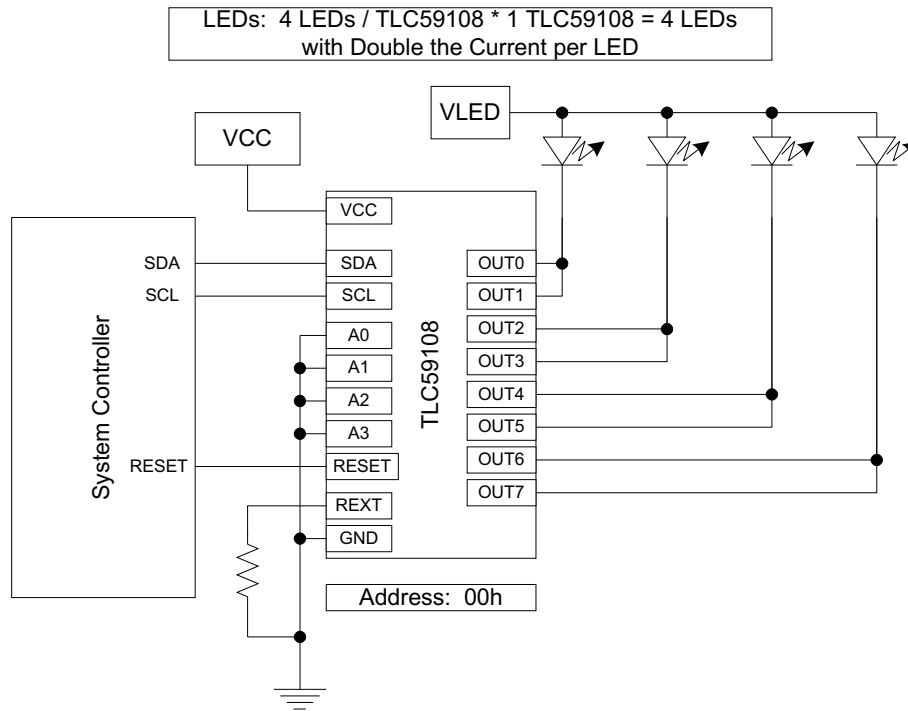 LEDs: 4 LEDs / TLC59108 * 1 TLC59108 = 4 LEDs
with Double the Current per LED
VLED
VCC
VCC
SDA
SCL
RESET
System Controller
SDA
SCL
A0
A1
A2
A3
RESET
REXT
GND
TLC59108
OUT0
OUT1
OUT2
OUT3
OUT4
OUT5
OUT6
OUT7
Address: 00h